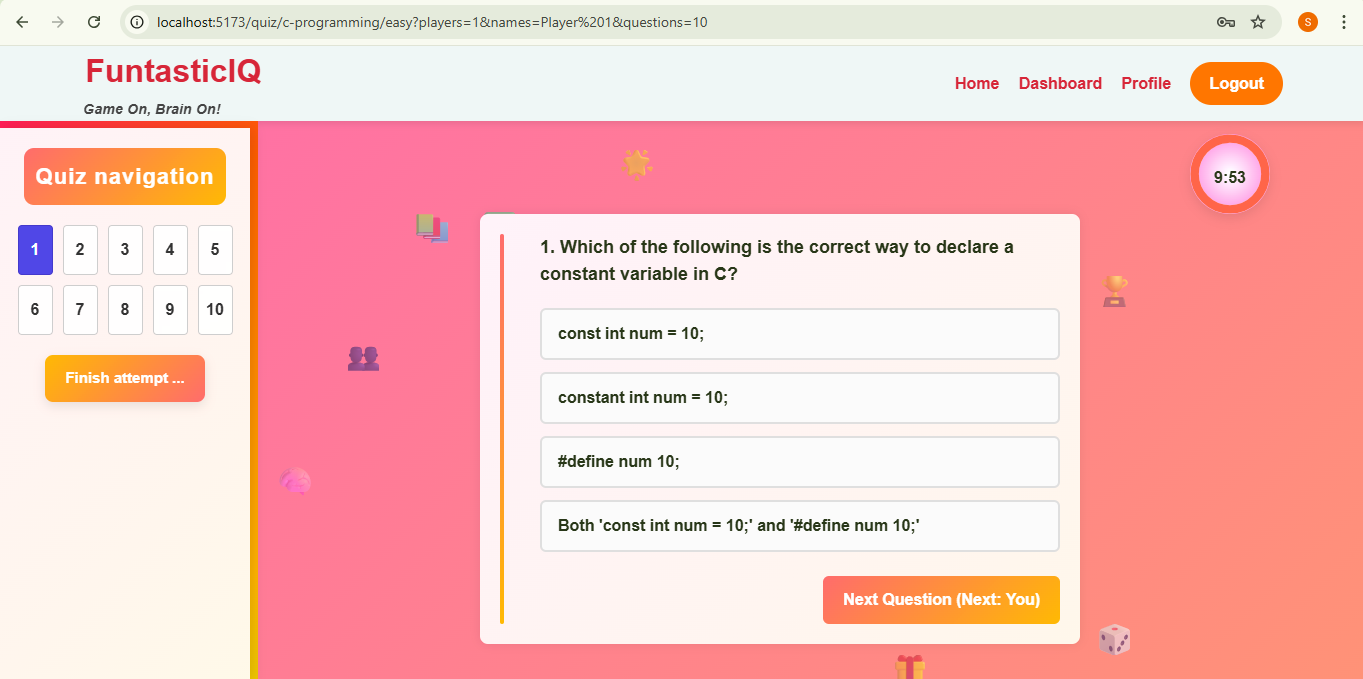 localhost:5173/quiz/c-programming/easy?players=1&names=Player%201&questions=10
S
FuntasticIQ
Game On, Brain On!
Home Dashboard Profile Logout
Quiz navigation
1 2 3 4 5
6 7 8 9 10
Finish attempt ...
9:53
1. Which of the following is the correct way to declare a
constant variable in C?
const int num = 10;
constant int num = 10;
#define num 10;
Both 'const int num = 10;' and '#define num 10;'
Next Question (Next: You)